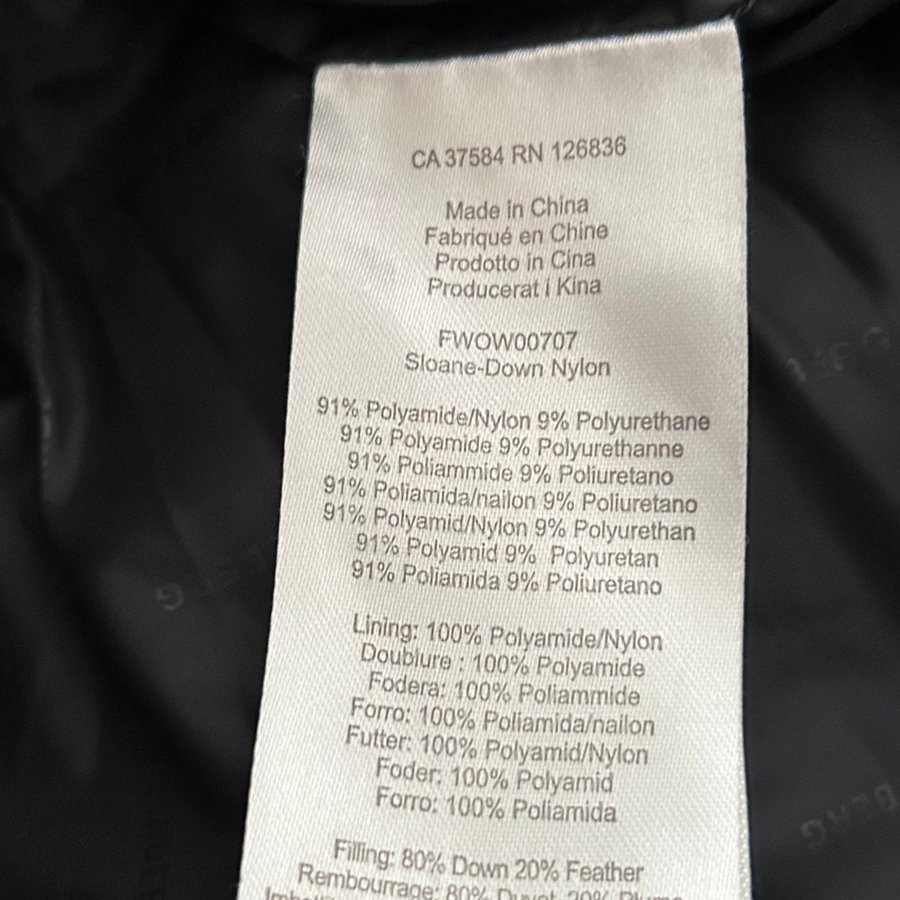 CA 37584 RN 126836
Made in China
Fabriqué en Chine
Prodotto in Cina
Producerat i Kina
FWOW00707
Sloane-Down Nylon
91% Polyamide/Nylon 9% Polyurethane
91% Polyamide 9% Polyurethanne
91% Poliammide 9% Poliuretano
91% Poliamida/nailon 9% Poliuretano
91% Polyamid/Nylon 9% Polyurethan
91% Polyamid 9% Polyuretan
91% Poliamida 9% Poliuretano
Lining: 100% Polyamide/Nylon
Doublure : 100% Polyamide
Fodera: 100% Poliammide
Forro: 100% Poliamida/nailon
Futter: 100% Polyamid/Nylon
Foder: 100% Polyamid
Forro: 100% Poliamida
Filling: 80% Down 20% Feather
Rembourrage: 80% Duvet 20%